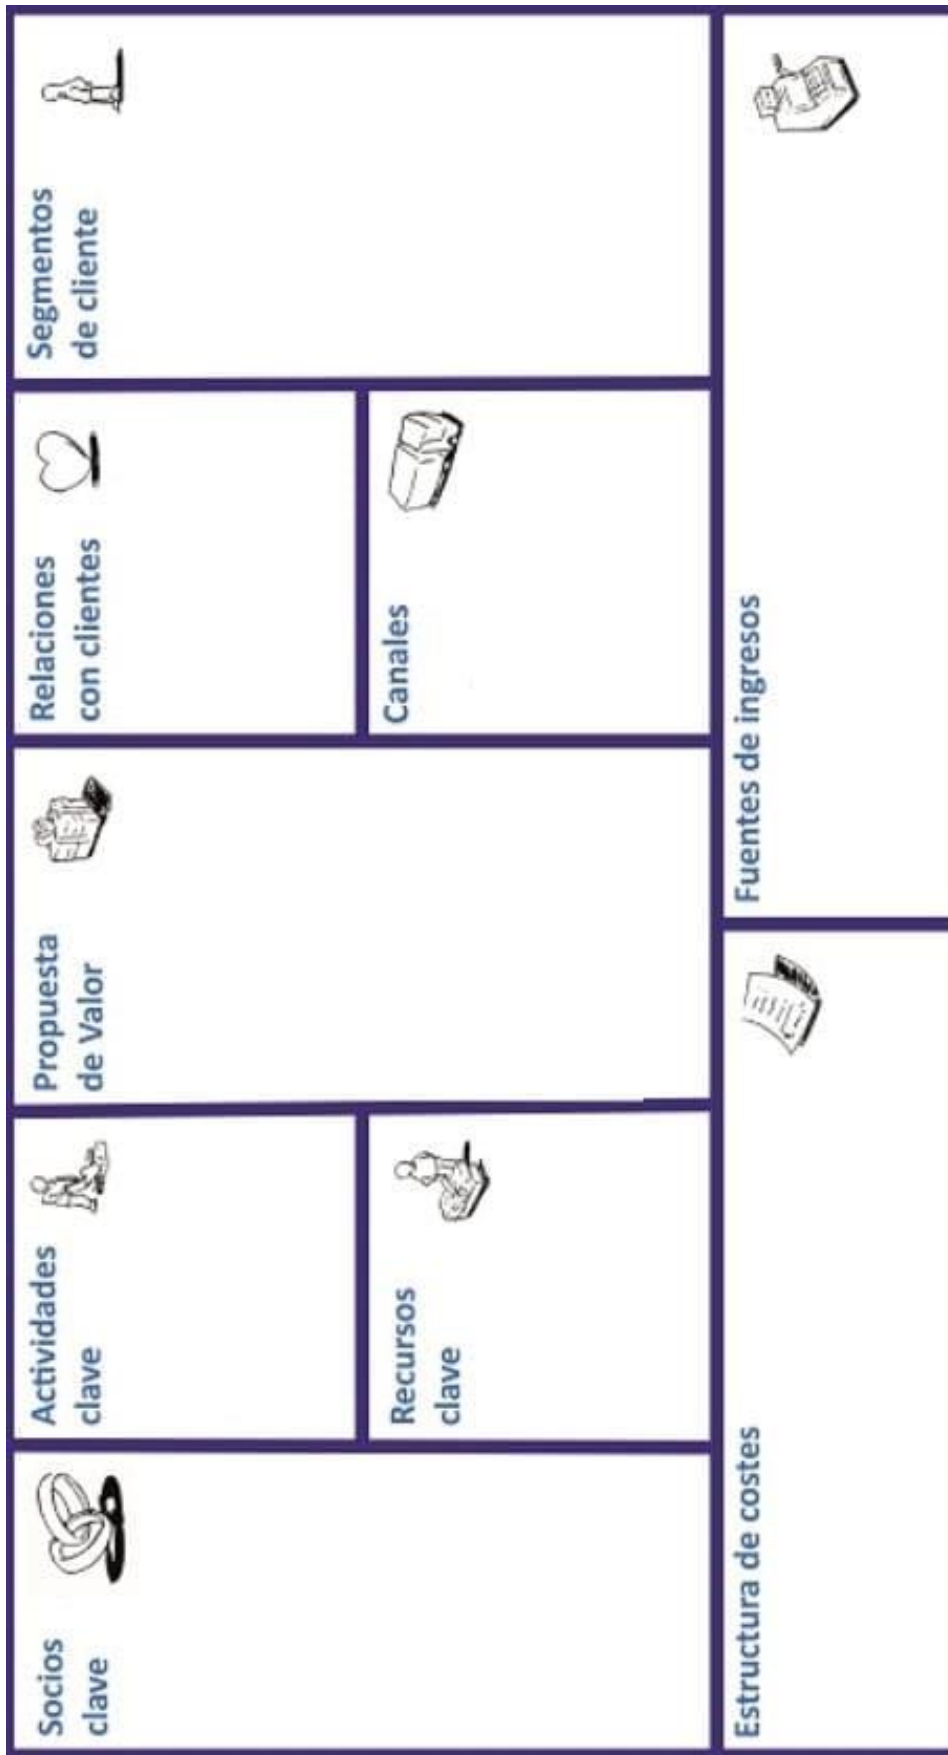 Socios
clave
Actividades
clave
Recursos
clave
Propuesta
de Valor
Relaciones
con clientes
Canales
Segmentos
de cliente
Estructura de costes
Fuentes de ingresos